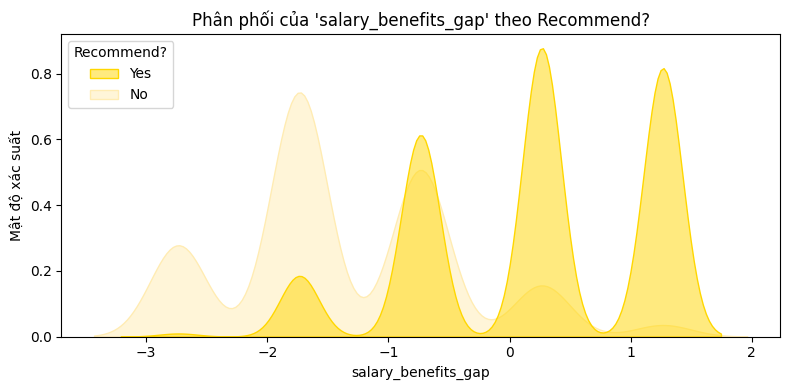 Phân phối của 'salary_benefits_gap' theo Recommend?
Recommend?
Yes
No
Mật độ xác suất
0.8
0.6
0.4
0.2
0.0
−3
−2
−1
0
1
2
salary_benefits_gap